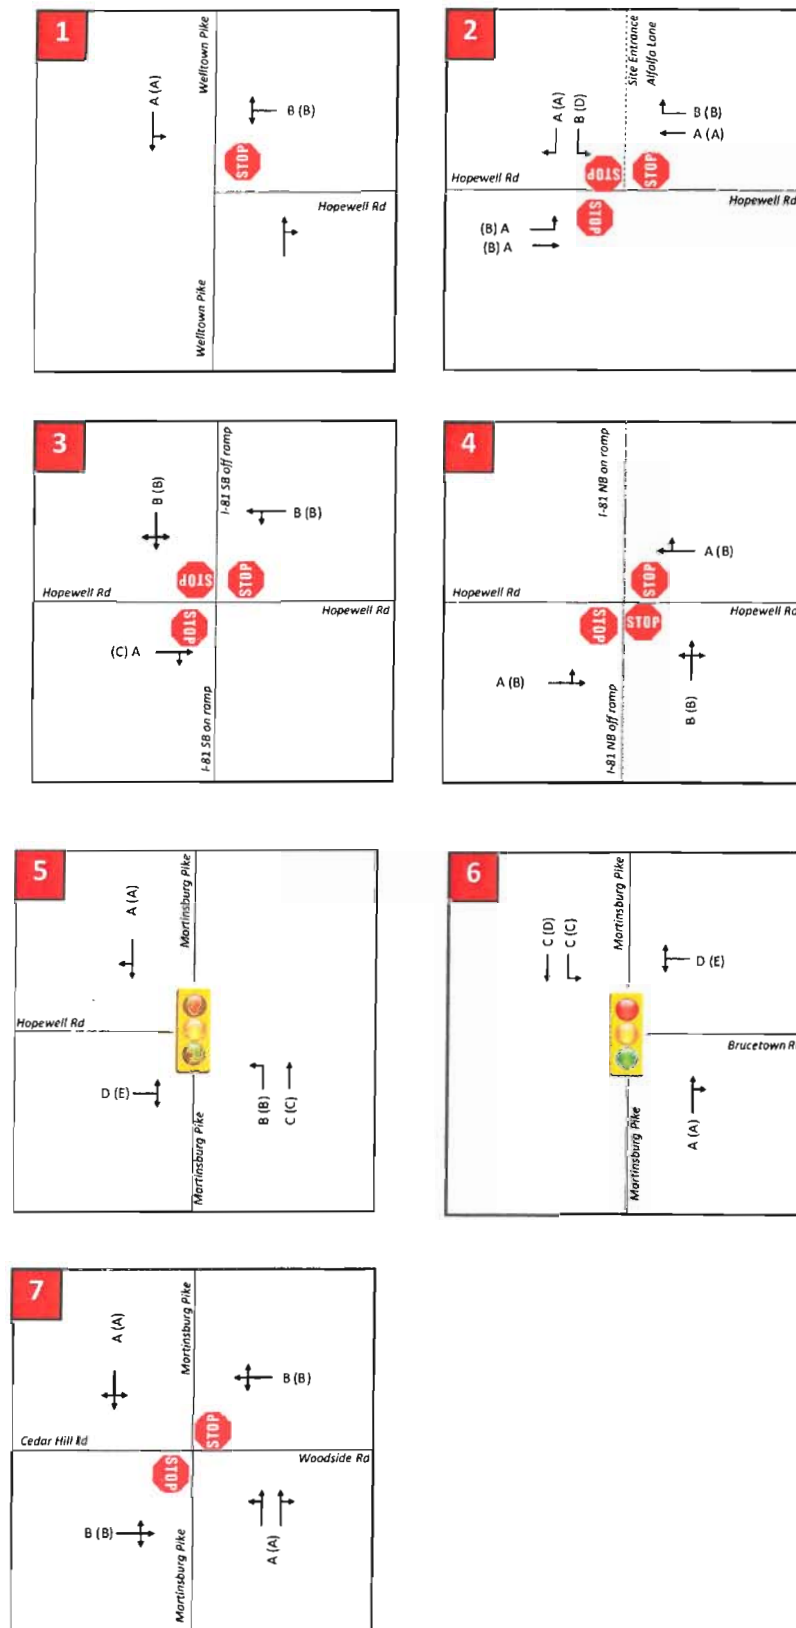 1
Welltown Pike
A (A)
B (B)
STOP
Hopewell Rd
Welltown Pike
2
Site Entrance
Alfalfa Lane
A (A)
B (D)
B (B)
A (A)
STOP
STOP
Hopewell Rd
Hopewell Rd
STOP
(B) A
(B) A
3
I-81 SB off ramp
B (B)
B (B)
STOP
STOP
Hopewell Rd
Hopewell Rd
STOP
(C) A
I-81 SB on ramp
4
I-81 NB on ramp
A (B)
STOP
Hopewell Rd
Hopewell Rd
STOP
STOP
A (B)
B (B)
I-81 NB off ramp
5
Martinsburg Pike
A (A)
Hopewell Rd
D (E)
B (B)
C (C)
Martinsburg Pike
6
Martinsburg Pike
C (D)
C (C)
D (E)
Brucetown R
A (A)
Martinsburg Pike
7
Martinsburg Pike
A (A)
B (B)
STOP
Cedar Hill Rd
Woodside Rd
STOP
B (B)
A (A)
Martinsburg Pike